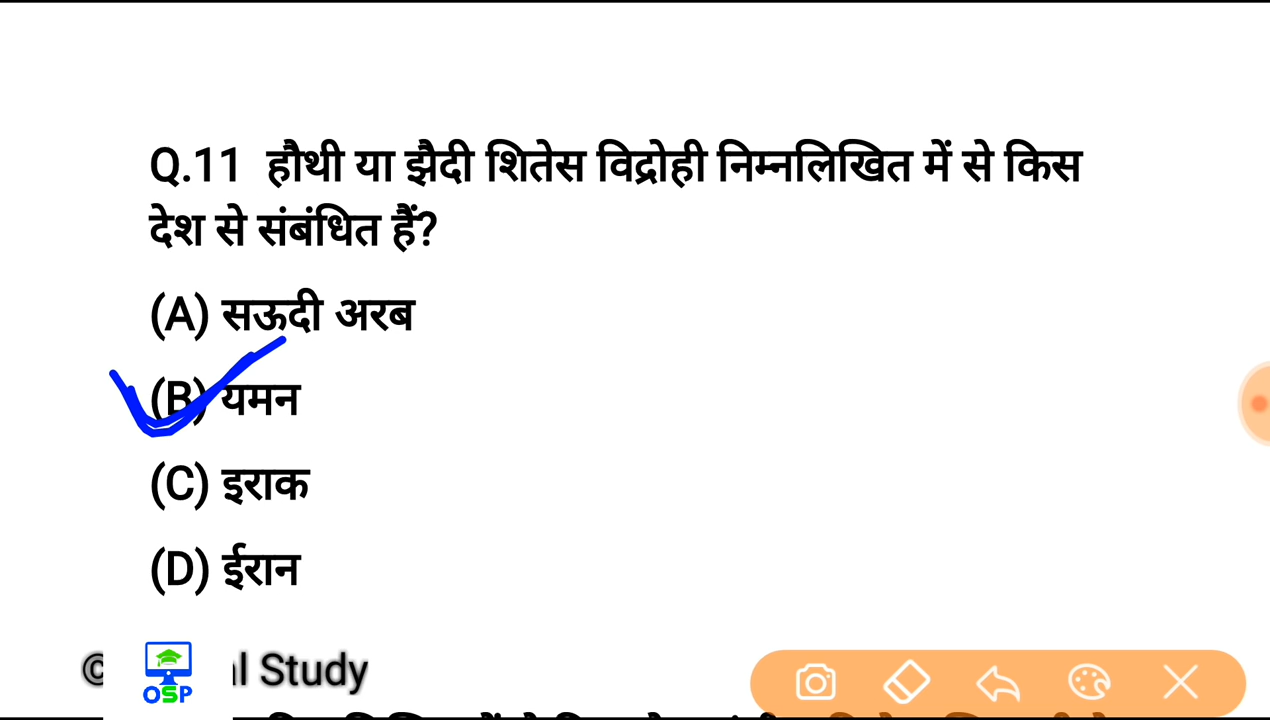 Q.11 हौथी या झैदी शितेस विद्रोही निम्नलिखित में से किस
देश से संबंधित हैं?
(A) सऊदी अरब
(B) यमन
(C) इराक
(D) ईरान
© l Study
OSP